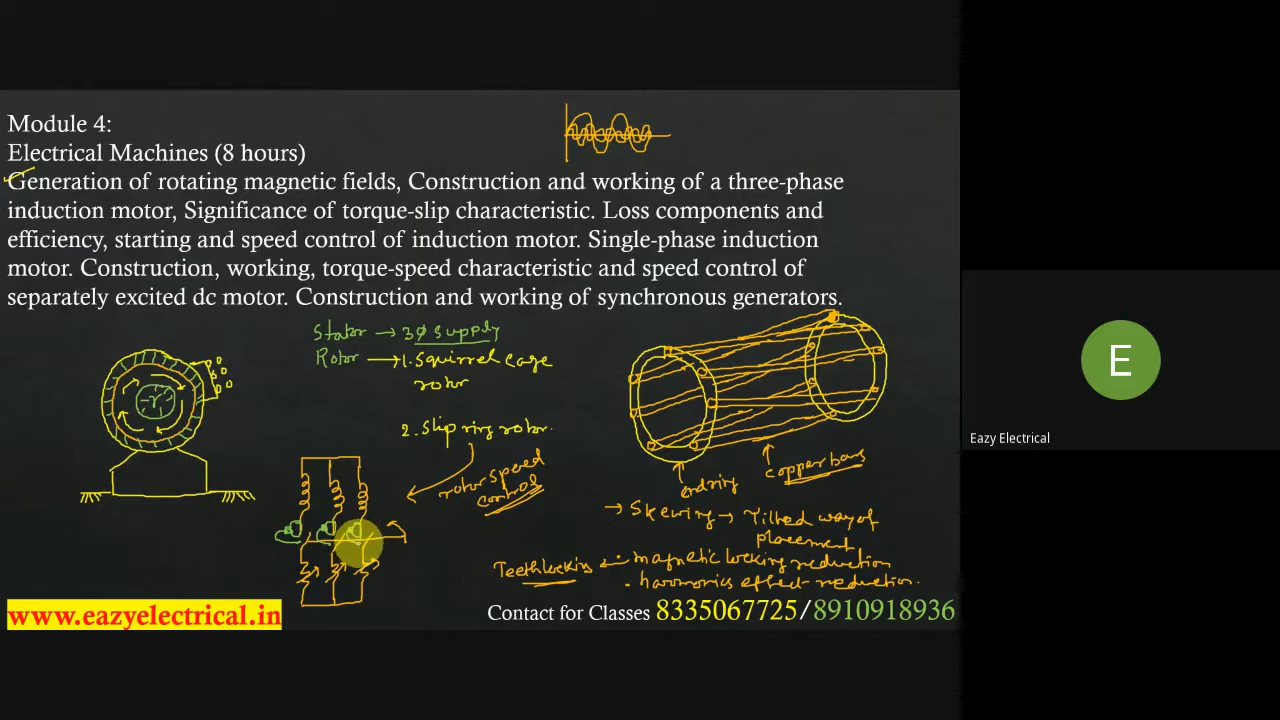 Module 4:
Electrical Machines (8 hours)
Generation of rotating magnetic fields, Construction and working of a three-phase
induction motor, Significance of torque-slip characteristic. Loss components and
efficiency, starting and speed control of induction motor. Single-phase induction
motor. Construction, working, torque-speed characteristic and speed control of
separately excited dc motor. Construction and working of synchronous generators.
Stator → 3φ supply
Rotor → 1. Squirrel cage
rotor
2. Slip ring rotor.
rotor speed
control
end ring
copper bars
→ Skewing → Tilted way of
placement
Teeth locking ← • magnetic locking reduction
• harmonics effect reduction.
www.eazyelectrical.in
Contact for Classes 8335067725/8910918936
E
Eazy Electrical